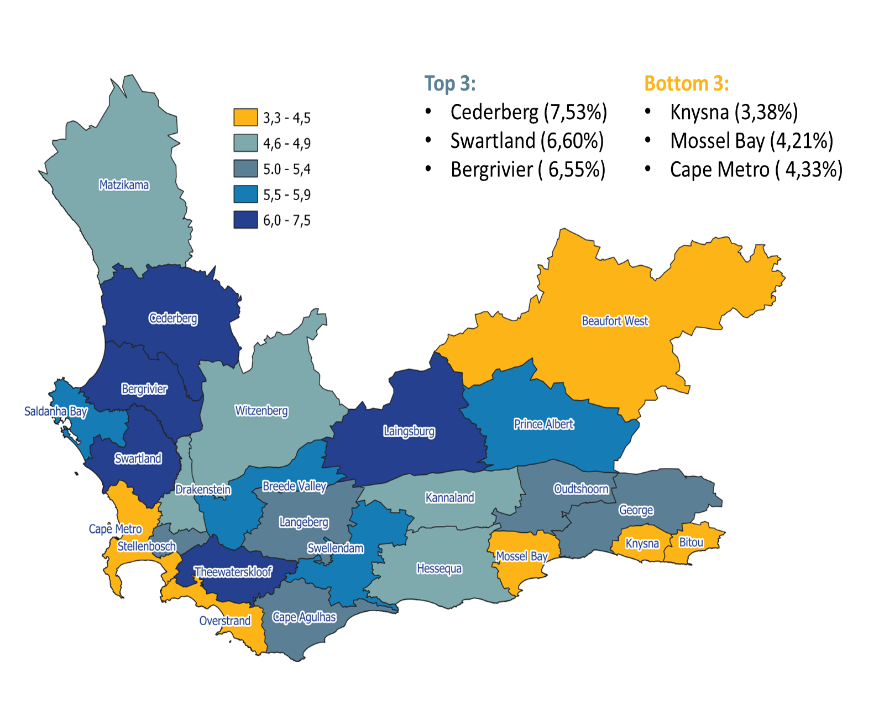 Top 3:
• Cederberg (7,53%)
• Swartland (6,60%)
• Bergrivier ( 6,55%)
Bottom 3:
• Knysna (3,38%)
• Mossel Bay (4,21%)
• Cape Metro ( 4,33%)
3,3 - 4,5
4,6 - 4,9
5.0 - 5,4
5,5 - 5,9
6,0 - 7,5
Matzikama
Cederberg
Beaufort West
Bergrivier
Saldanha Bay
Witzenberg
Prince Albert
Laingsburg
Swartland
Drakenstein
Breede Valley
Kannaland
Oudtshoorn
George
Langeberg
Cape Metro
Stellenbosch
Swellendam
Mossel Bay
Knysna
Bitou
Theewaterskloof
Hessequa
Overstrand
Cape Agulhas